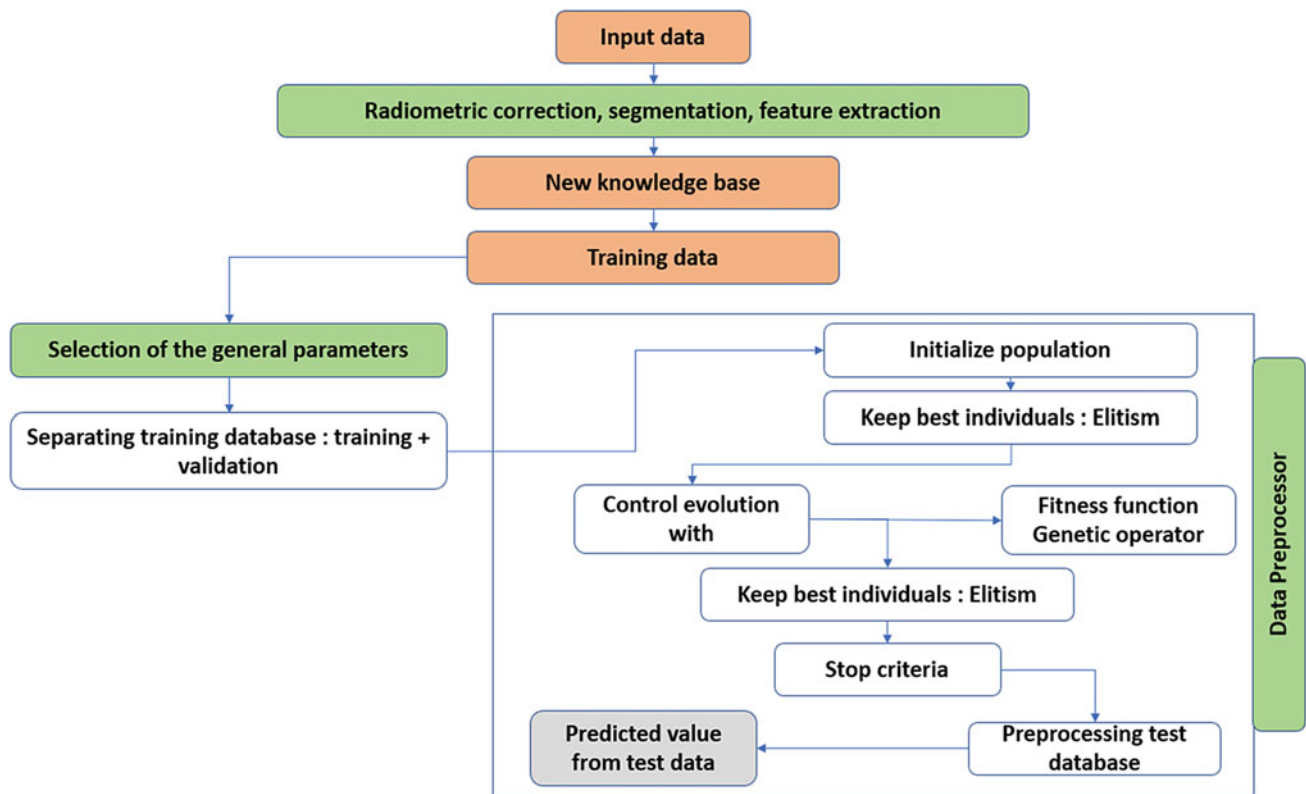 Input data
Radiometric correction, segmentation, feature extraction
New knowledge base
Training data
Selection of the general parameters
Separating training database : training +
validation
Initialize population
Keep best individuals : Elitism
Control evolution
with
Fitness function
Genetic operator
Keep best individuals : Elitism
Stop criteria
Preprocessing test
database
Predicted value
from test data
Data Preprocessor